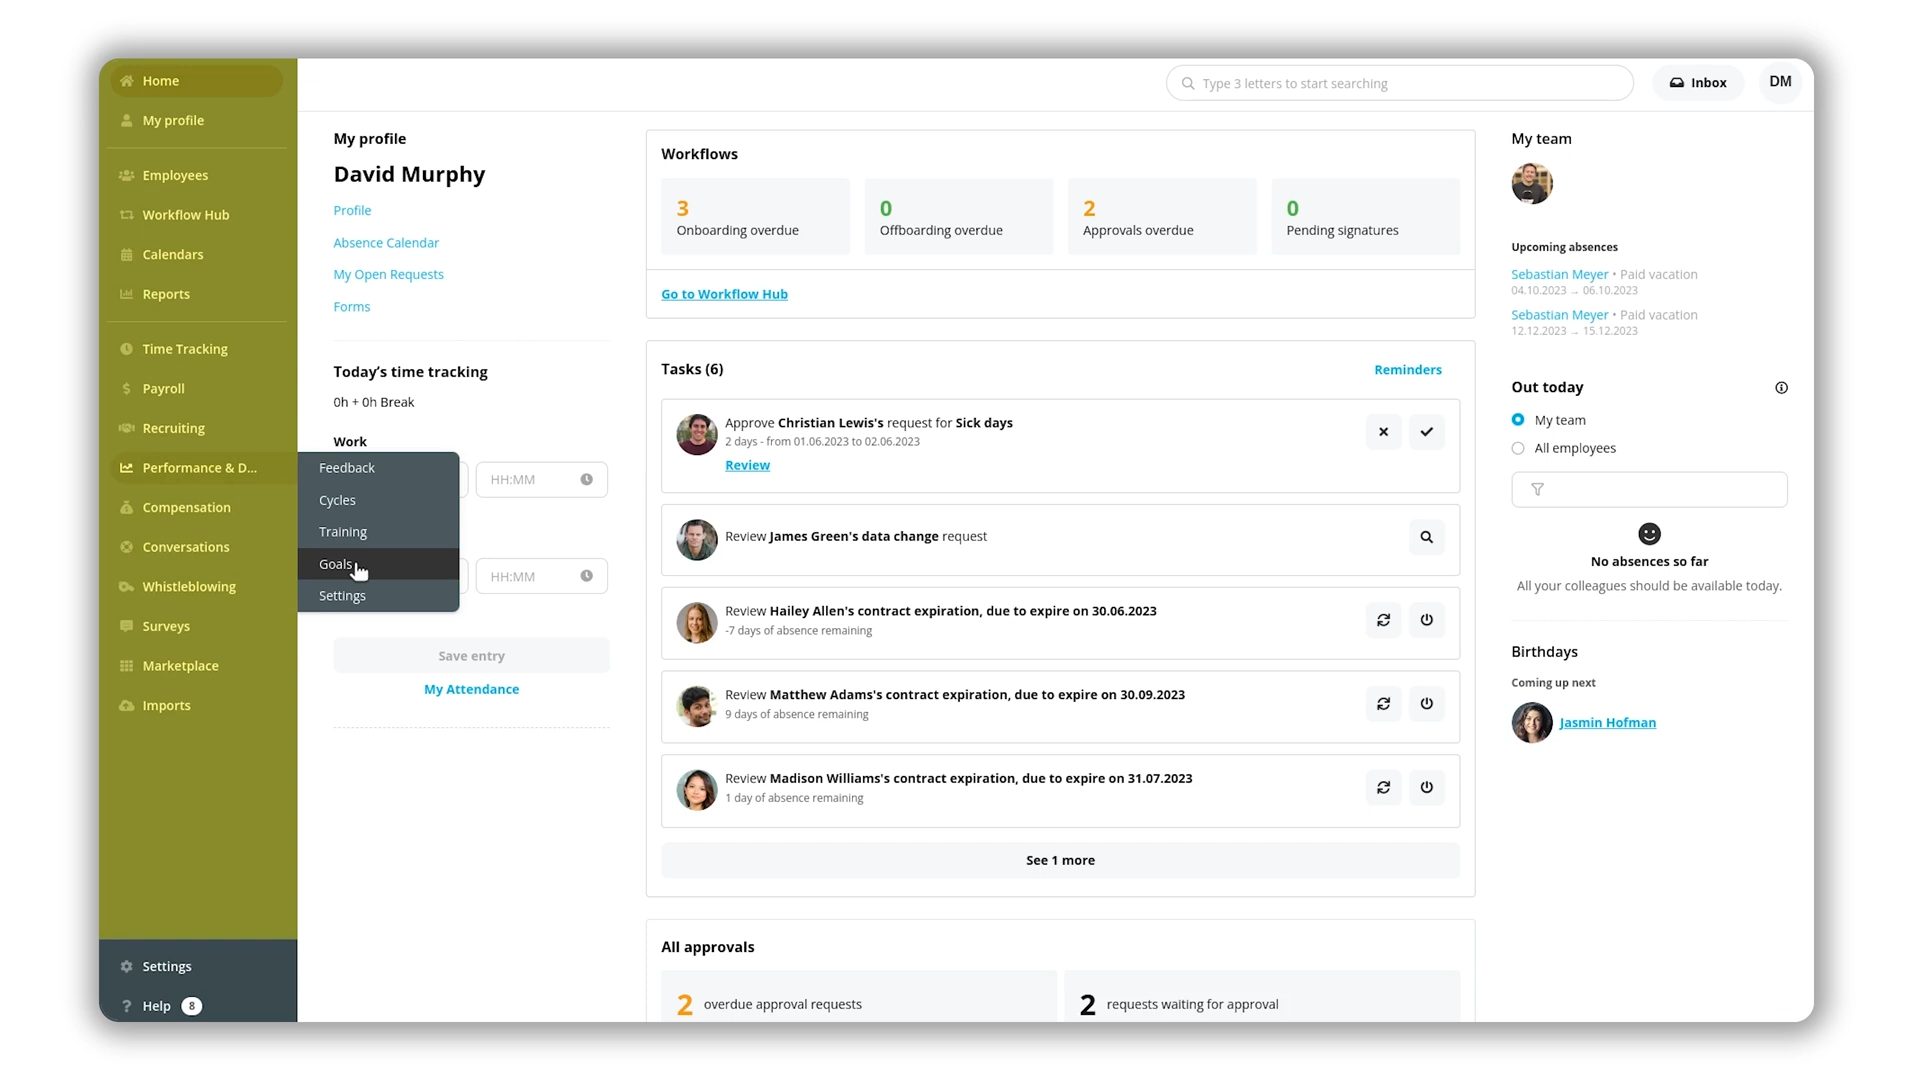 Home
My profile
Employees
Workflow Hub
Calendars
Reports
Time Tracking
Payroll
Recruiting
Performance & D...
Compensation
Conversations
Whistleblowing
Surveys
Marketplace
Imports
Settings
Help 8
Feedback
Cycles
Training
Goals
Settings
Type 3 letters to start searching
Inbox
DM
My profile
David Murphy
Profile
Absence Calendar
My Open Requests
Forms
Today’s time tracking
0h + 0h Break
Work
HH:MM
HH:MM
Save entry
My Attendance
Workflows
3
Onboarding overdue
0
Offboarding overdue
2
Approvals overdue
0
Pending signatures
Go to Workflow Hub
Tasks (6)
Reminders
Approve Christian Lewis's request for Sick days
2 days - from 01.06.2023 to 02.06.2023
Review
Review James Green's data change request
Review Hailey Allen's contract expiration, due to expire on 30.06.2023
-7 days of absence remaining
Review Matthew Adams's contract expiration, due to expire on 30.09.2023
9 days of absence remaining
Review Madison Williams's contract expiration, due to expire on 31.07.2023
1 day of absence remaining
See 1 more
All approvals
2 overdue approval requests
2 requests waiting for approval
My team
Upcoming absences
Sebastian Meyer • Paid vacation
04.10.2023 → 06.10.2023
Sebastian Meyer • Paid vacation
12.12.2023 → 15.12.2023
Out today
My team
All employees
No absences so far
All your colleagues should be available today.
Birthdays
Coming up next
Jasmin Hofman